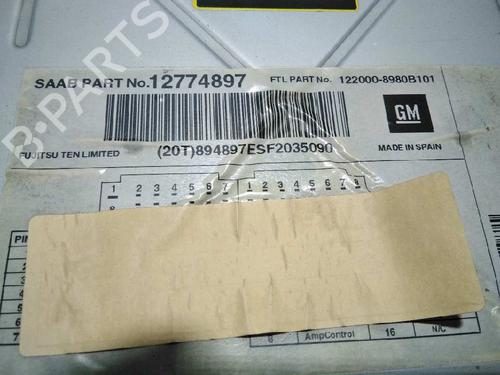 SAAB PART No.12774897 FTL PART No. 122000-8980B101
GM
FUJITSU TEN LIMITED (20T)894897ESF2035090 MADE IN SPAIN
1 2 3 4 5 6 7 1 2 3 4 5 6 7 8
8 AmpControl 16 N/C
B-PARTS